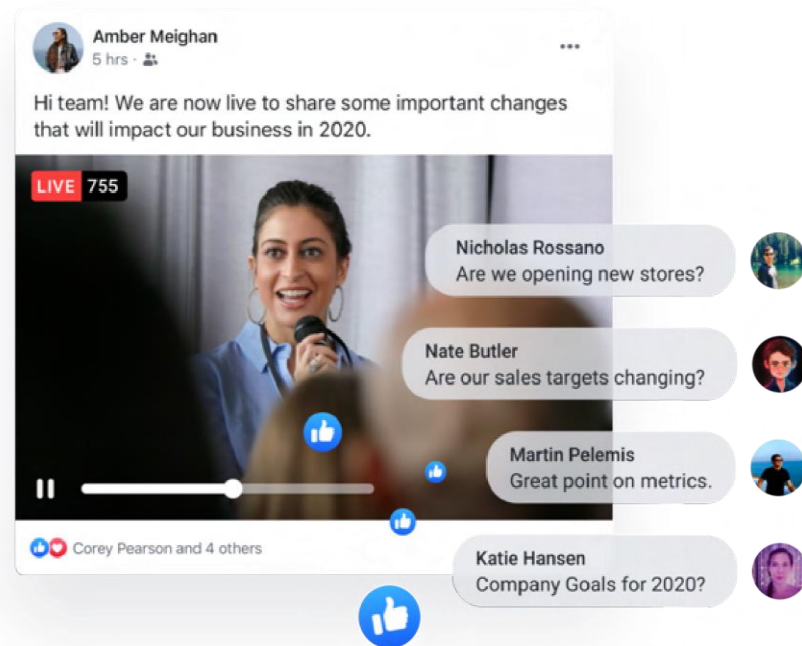 Amber Meighan
5 hrs ·
Hi team! We are now live to share some important changes
that will impact our business in 2020.
LIVE 755
Nicholas Rossano
Are we opening new stores?
Nate Butler
Are our sales targets changing?
Martin Pelemis
Great point on metrics.
Corey Pearson and 4 others
Katie Hansen
Company Goals for 2020?